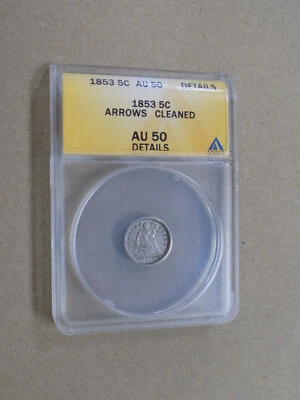 1853 5C AU 50 DETAILS
1853 5C
ARROWS CLEANED
AU 50
DETAILS